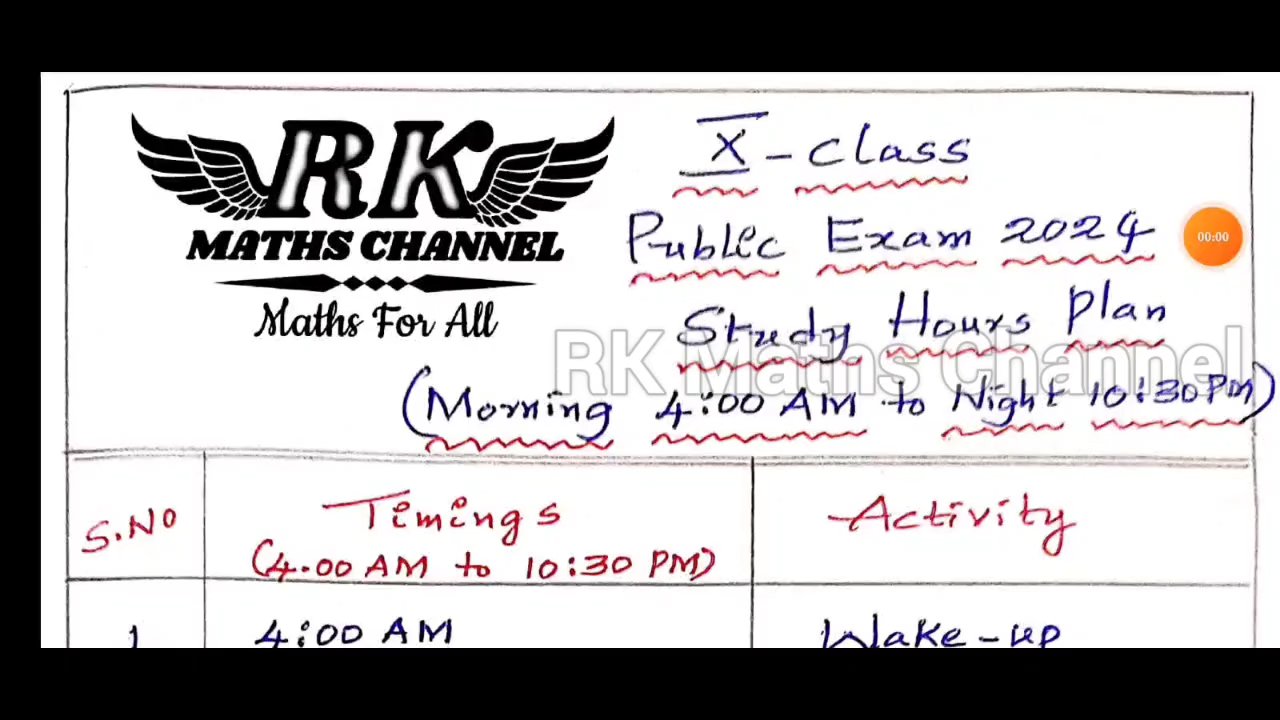 RK
MATHS CHANNEL
Maths For All
X - class
Public Exam 2024
Study Hours Plan
(Morning 4:00 AM to Night 10:30 PM)
RK Maths Channel
00:00
S.NO Timings Activity
(4.00 AM to 10:30 PM)
1 4:00 AM Wake-up